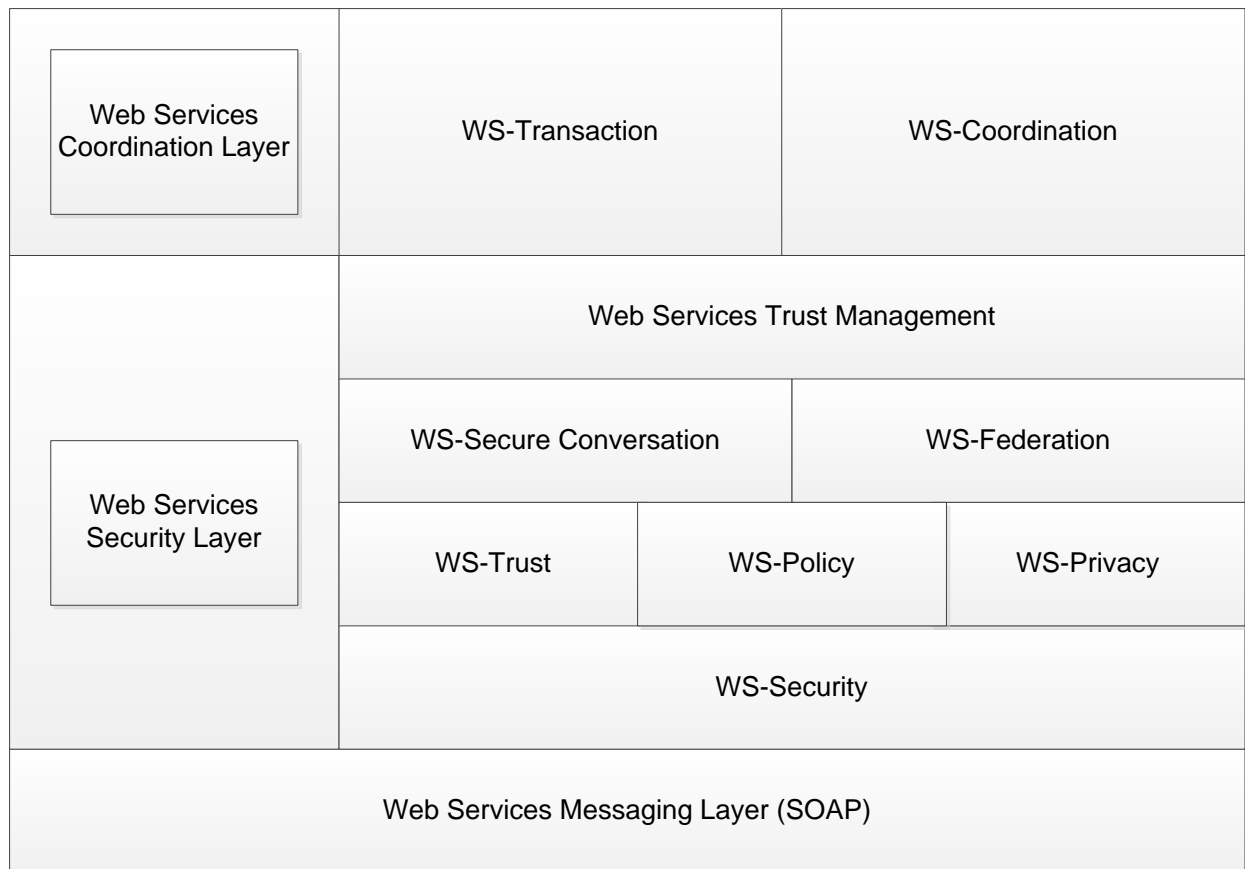 Web Services
Coordination Layer
WS-Transaction
WS-Coordination
Web Services Trust Management
WS-Secure Conversation
WS-Federation
Web Services
Security Layer
WS-Trust
WS-Policy
WS-Privacy
WS-Security
Web Services Messaging Layer (SOAP)